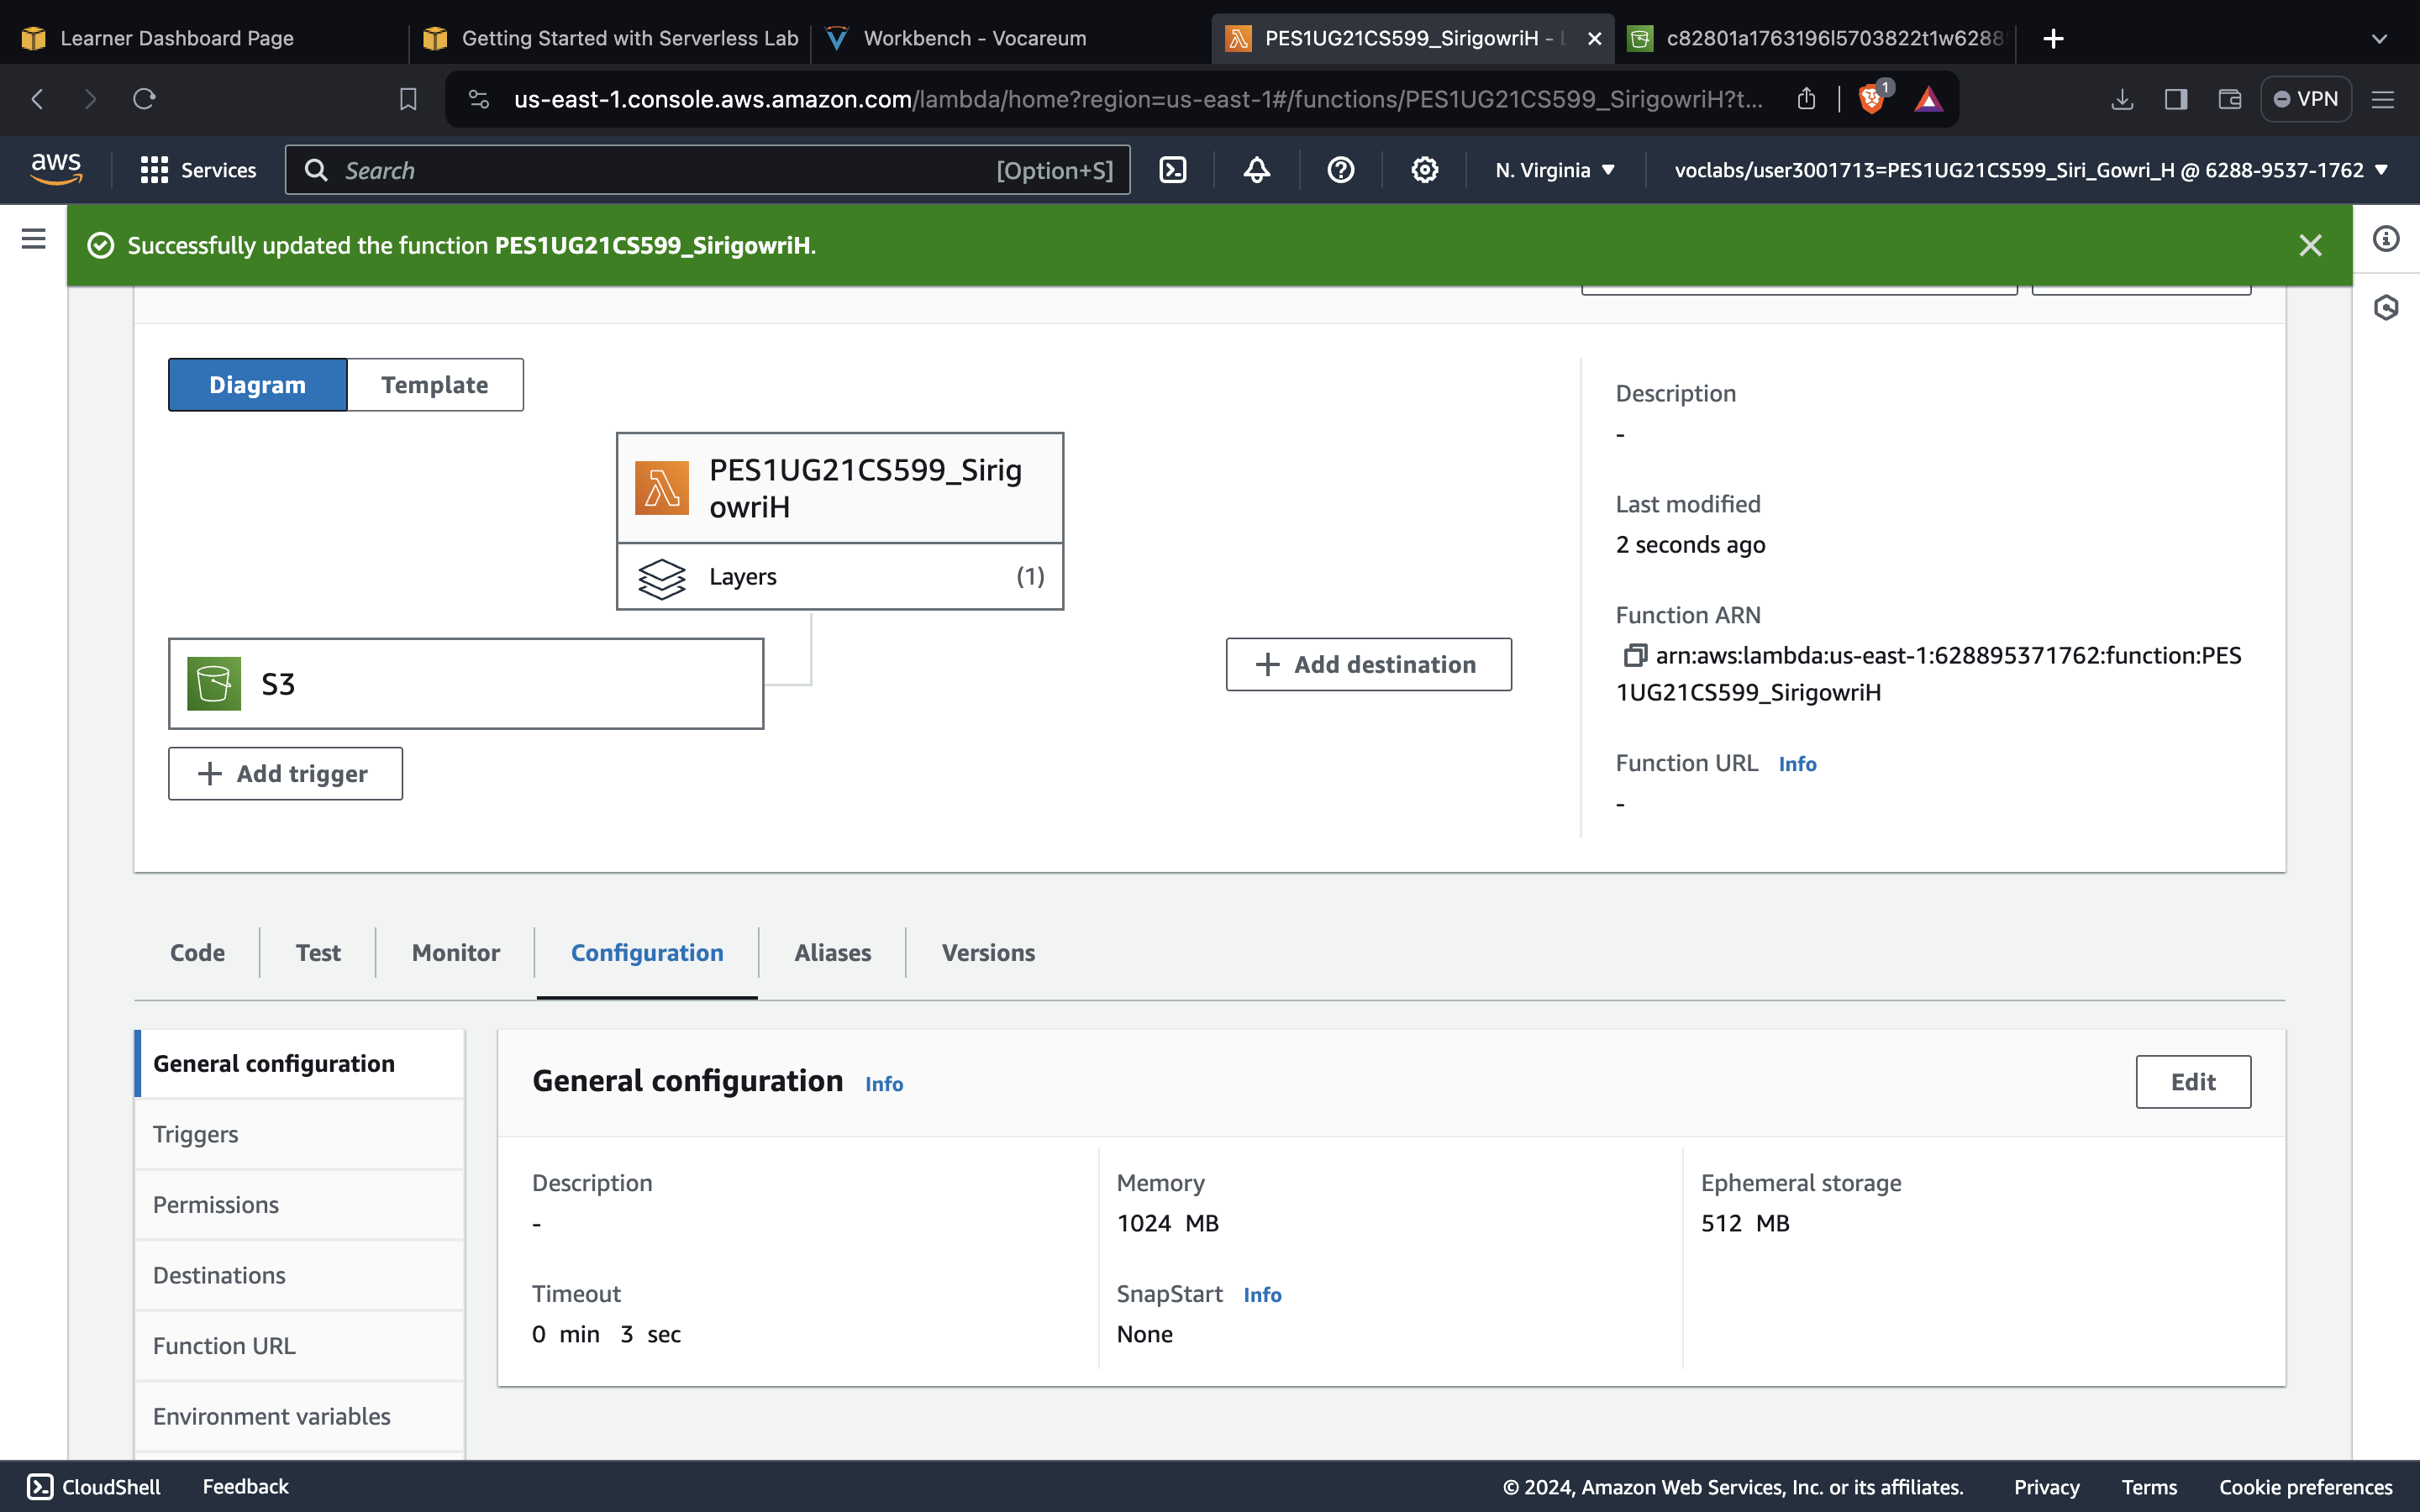 Learner Dashboard Page
Getting Started with Serverless Lab
Workbench - Vocareum
PES1UG21CS599_SirigowriH -
c82801a1763196l5703822t1w6288
us-east-1.console.aws.amazon.com/lambda/home?region=us-east-1#/functions/PES1UG21CS599_SirigowriH?t...
1
VPN
aws
Services
Search
[Option+S]
N. Virginia
voclabs/user3001713=PES1UG21CS599_Siri_Gowri_H @ 6288-9537-1762
Successfully updated the function PES1UG21CS599_SirigowriH.
Diagram
Template
PES1UG21CS599_Sirig
owriH
Layers
(1)
S3
Add trigger
Add destination
Description
-
Last modified
2 seconds ago
Function ARN
arn:aws:lambda:us-east-1:628895371762:function:PES
1UG21CS599_SirigowriH
Function URL Info
-
Code
Test
Monitor
Configuration
Aliases
Versions
General configuration
Triggers
Permissions
Destinations
Function URL
Environment variables
General configuration Info
Edit
Description
-
Memory
1024 MB
Ephemeral storage
512 MB
Timeout
0 min 3 sec
SnapStart Info
None
CloudShell
Feedback
© 2024, Amazon Web Services, Inc. or its affiliates.
Privacy
Terms
Cookie preferences